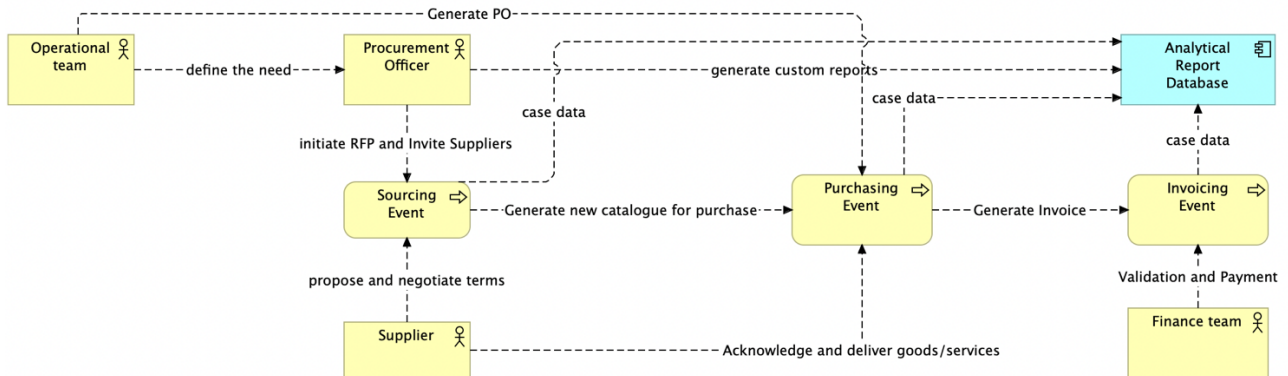 Generate PO
Operational
team
define the need
Procurement
Officer
generate custom reports
Analytical
Report
Database
case data
case data
initiate RFP and Invite Suppliers
case data
Sourcing
Event
Generate new catalogue for purchase
Purchasing
Event
Generate Invoice
Invoicing
Event
propose and negotiate terms
Validation and Payment
Supplier
Acknowledge and deliver goods/services
Finance team